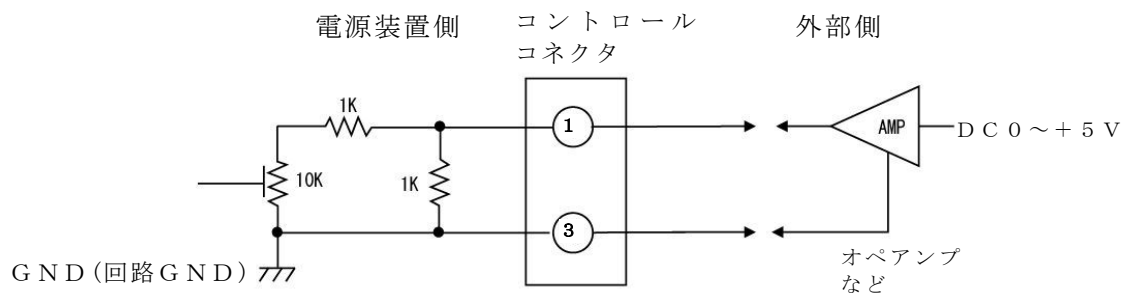 電源装置側
コントロール
コネクタ
外部側
1K
1
AMP
DC0～+5V
10K
1K
3
GND(回路GND)
オペアンプ
など